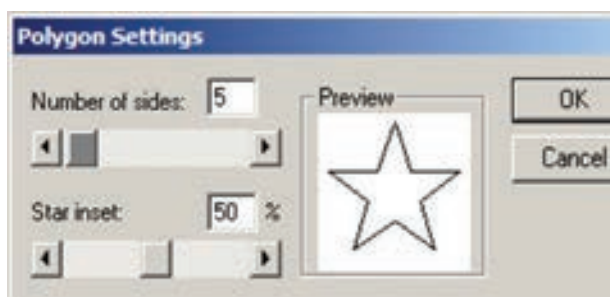 Polygon Settings
Number of sides: 5
Preview
OK
Cancel
Star inset: 50 %